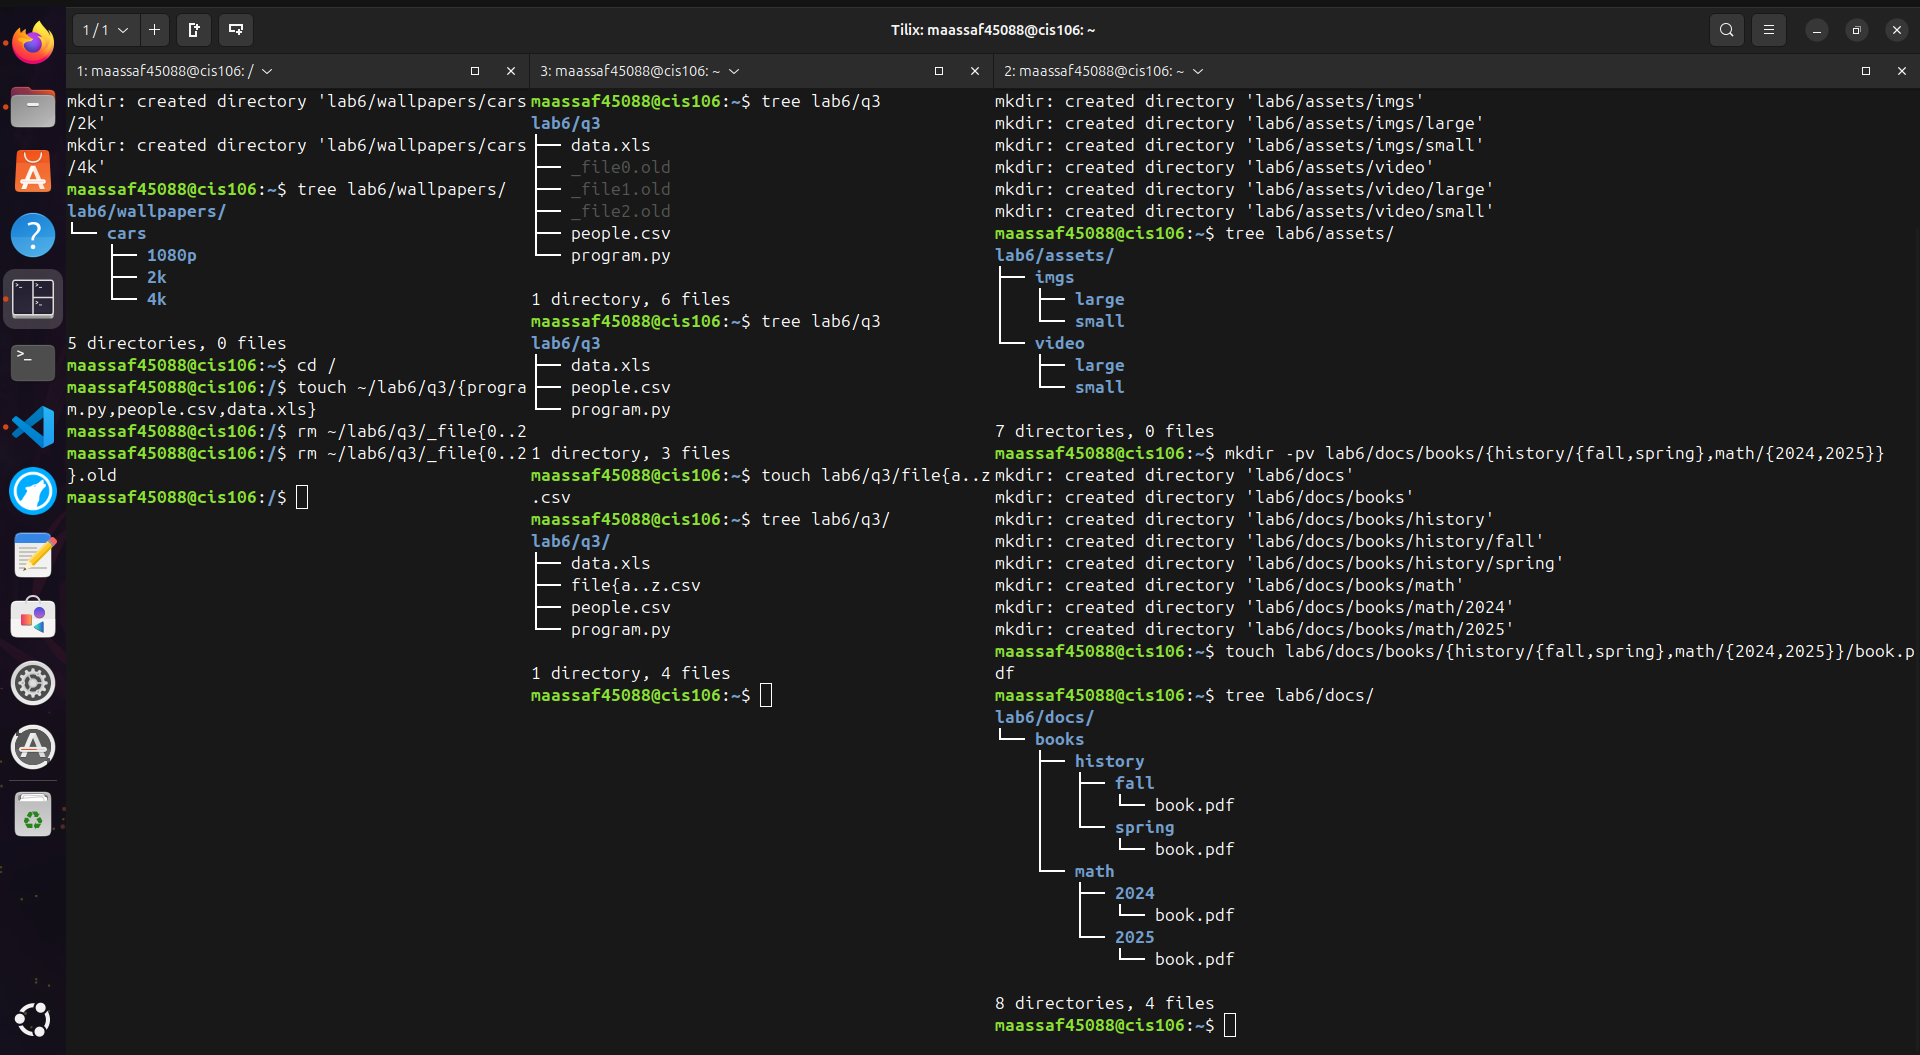 1 / 1
Tilix: maassaf45088@cis106: ~
1: maassaf45088@cis106: /
mkdir: created directory 'lab6/wallpapers/cars
/2k'
mkdir: created directory 'lab6/wallpapers/cars
/4k'
maassaf45088@cis106:~$ tree lab6/wallpapers/
lab6/wallpapers/
└── cars
    ├── 1080p
    ├── 2k
    └── 4k
5 directories, 0 files
maassaf45088@cis106:~$ cd /
maassaf45088@cis106:/$ touch ~/lab6/q3/{progra
m.py,people.csv,data.xls}
maassaf45088@cis106:/$ rm ~/lab6/q3/_file{0..2
maassaf45088@cis106:/$ rm ~/lab6/q3/_file{0..2
}.old
maassaf45088@cis106:/$
3: maassaf45088@cis106: ~
maassaf45088@cis106:~$ tree lab6/q3
lab6/q3
├── data.xls
├── _file0.old
├── _file1.old
├── _file2.old
├── people.csv
└── program.py
1 directory, 6 files
maassaf45088@cis106:~$ tree lab6/q3
lab6/q3
├── data.xls
├── people.csv
└── program.py
1 directory, 3 files
maassaf45088@cis106:~$ touch lab6/q3/file{a..z
.csv
maassaf45088@cis106:~$ tree lab6/q3/
lab6/q3/
├── data.xls
├── file{a..z.csv
├── people.csv
└── program.py
1 directory, 4 files
maassaf45088@cis106:~$
2: maassaf45088@cis106: ~
mkdir: created directory 'lab6/assets/imgs'
mkdir: created directory 'lab6/assets/imgs/large'
mkdir: created directory 'lab6/assets/imgs/small'
mkdir: created directory 'lab6/assets/video'
mkdir: created directory 'lab6/assets/video/large'
mkdir: created directory 'lab6/assets/video/small'
maassaf45088@cis106:~$ tree lab6/assets/
lab6/assets/
├── imgs
│   ├── large
│   └── small
└── video
    ├── large
    └── small
7 directories, 0 files
maassaf45088@cis106:~$ mkdir -pv lab6/docs/books/{history/{fall,spring},math/{2024,2025}}
mkdir: created directory 'lab6/docs'
mkdir: created directory 'lab6/docs/books'
mkdir: created directory 'lab6/docs/books/history'
mkdir: created directory 'lab6/docs/books/history/fall'
mkdir: created directory 'lab6/docs/books/history/spring'
mkdir: created directory 'lab6/docs/books/math'
mkdir: created directory 'lab6/docs/books/math/2024'
mkdir: created directory 'lab6/docs/books/math/2025'
maassaf45088@cis106:~$ touch lab6/docs/books/{history/{fall,spring},math/{2024,2025}}/book.p
df
maassaf45088@cis106:~$ tree lab6/docs/
lab6/docs/
└── books
    ├── history
    │   ├── fall
    │   │   └── book.pdf
    │   └── spring
    │       └── book.pdf
    └── math
        ├── 2024
        │   └── book.pdf
        └── 2025
            └── book.pdf
8 directories, 4 files
maassaf45088@cis106:~$